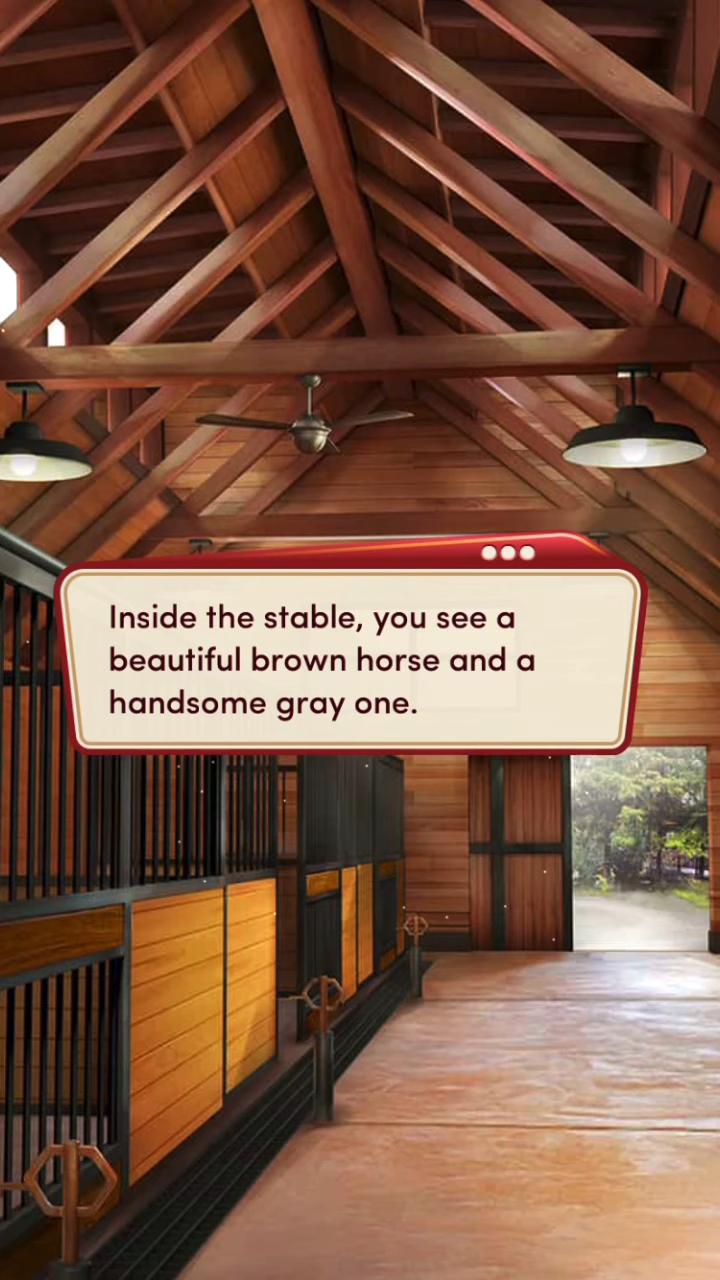 Inside the stable, you see a
beautiful brown horse and a
handsome gray one.